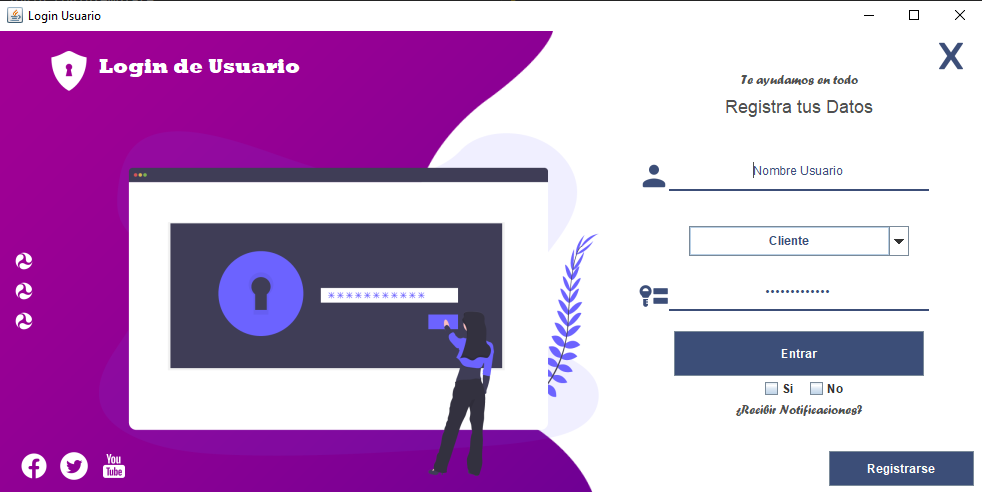 Login Usuario
Login de Usuario
X
Te ayudamos en todo
Registra tus Datos
Nombre Usuario
Cliente
***********
•••••••••••••
Entrar
Si
No
¿Recibir Notificaciones?
You
Tube
Registrarse